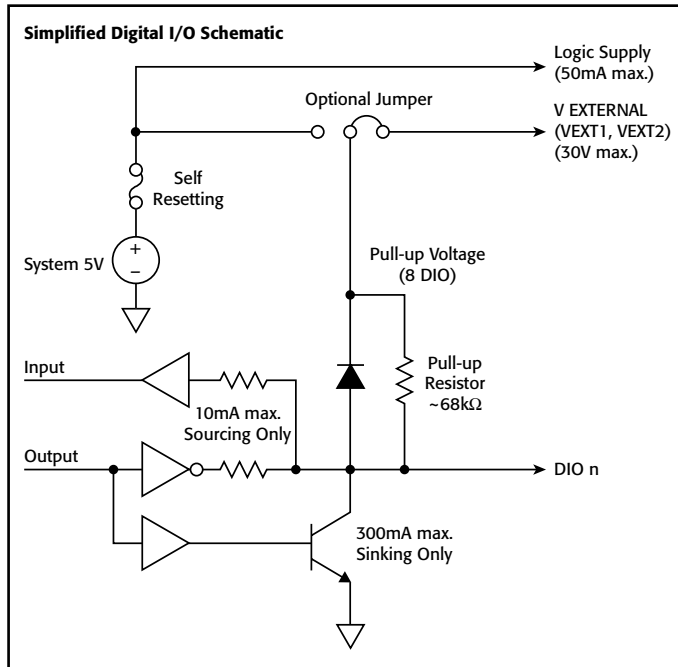 Simplified Digital I/O Schematic
Logic Supply
(50mA max.)
Optional Jumper
V EXTERNAL
(VEXT1, VEXT2)
(30V max.)
Self
Resetting
System 5V
+
−
Pull-up Voltage
(8 DIO)
Input
Pull-up
Resistor
~68kΩ
10mA max.
Sourcing Only
Output
DIO n
300mA max.
Sinking Only